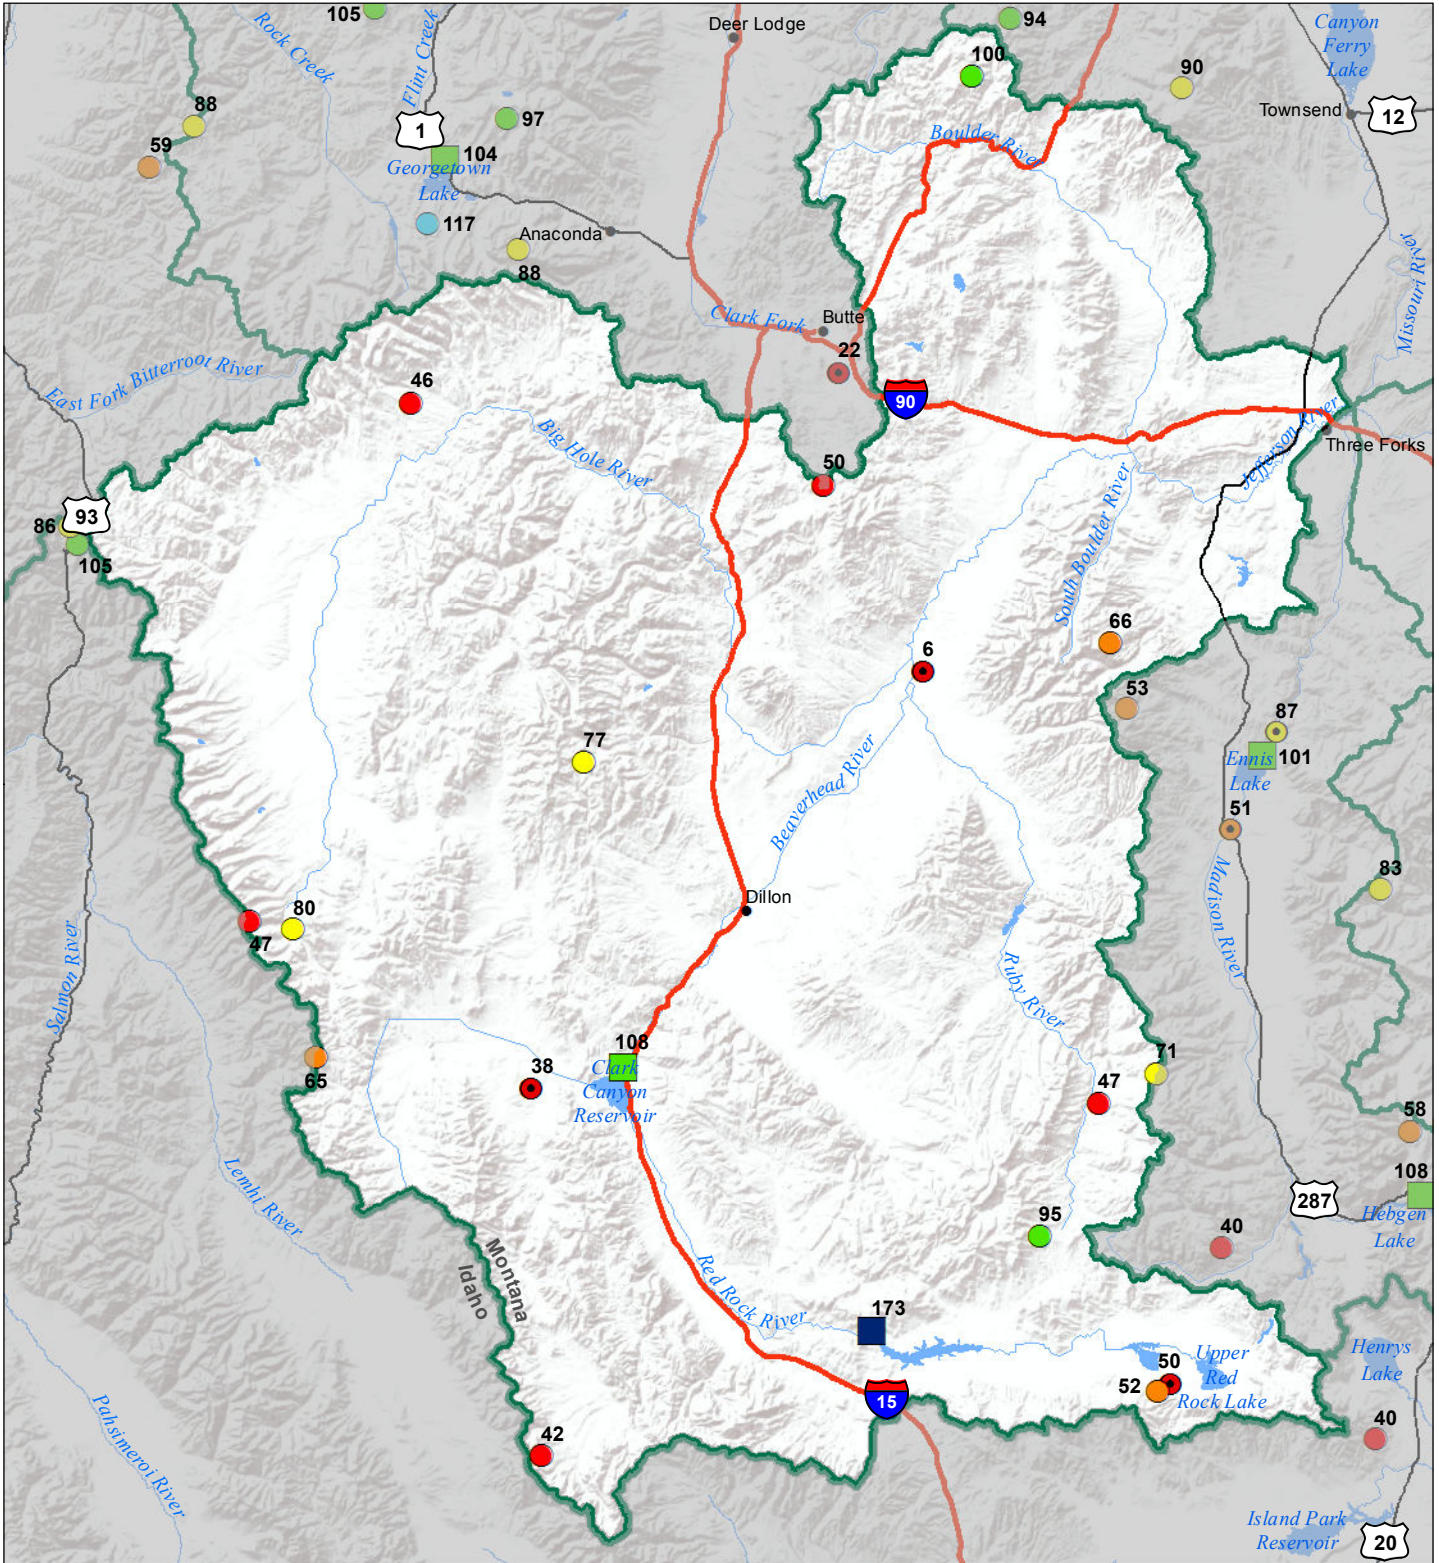 105
Rock Creek
Flint Creek
Deer Lodge
94
Canyon
Ferry
Lake
100
90
88
97
1
Townsend
12
59
104
Georgetown
Lake
Boulder River
117
Anaconda
88
Missouri River
Clark Fork
Butte
22
East Fork Bitterroot River
46
90
Big Hole River
Jefferson River
Three Forks
50
93
86
105
South Boulder River
66
6
53
87
77
Ennis
Lake
101
Beaverhead River
51
83
Madison River
Dillon
80
47
Salmon River
Ruby River
108
Clark
Canyon
Reservoir
71
38
47
65
58
Lemhi River
108
287
Hebgen
Lake
95
40
Montana
Idaho
Red Rock River
173
Henrys
Lake
50
Upper
Red
Rock Lake
52
15
Pahsimeroi River
42
40
Island Park
Reservoir
20